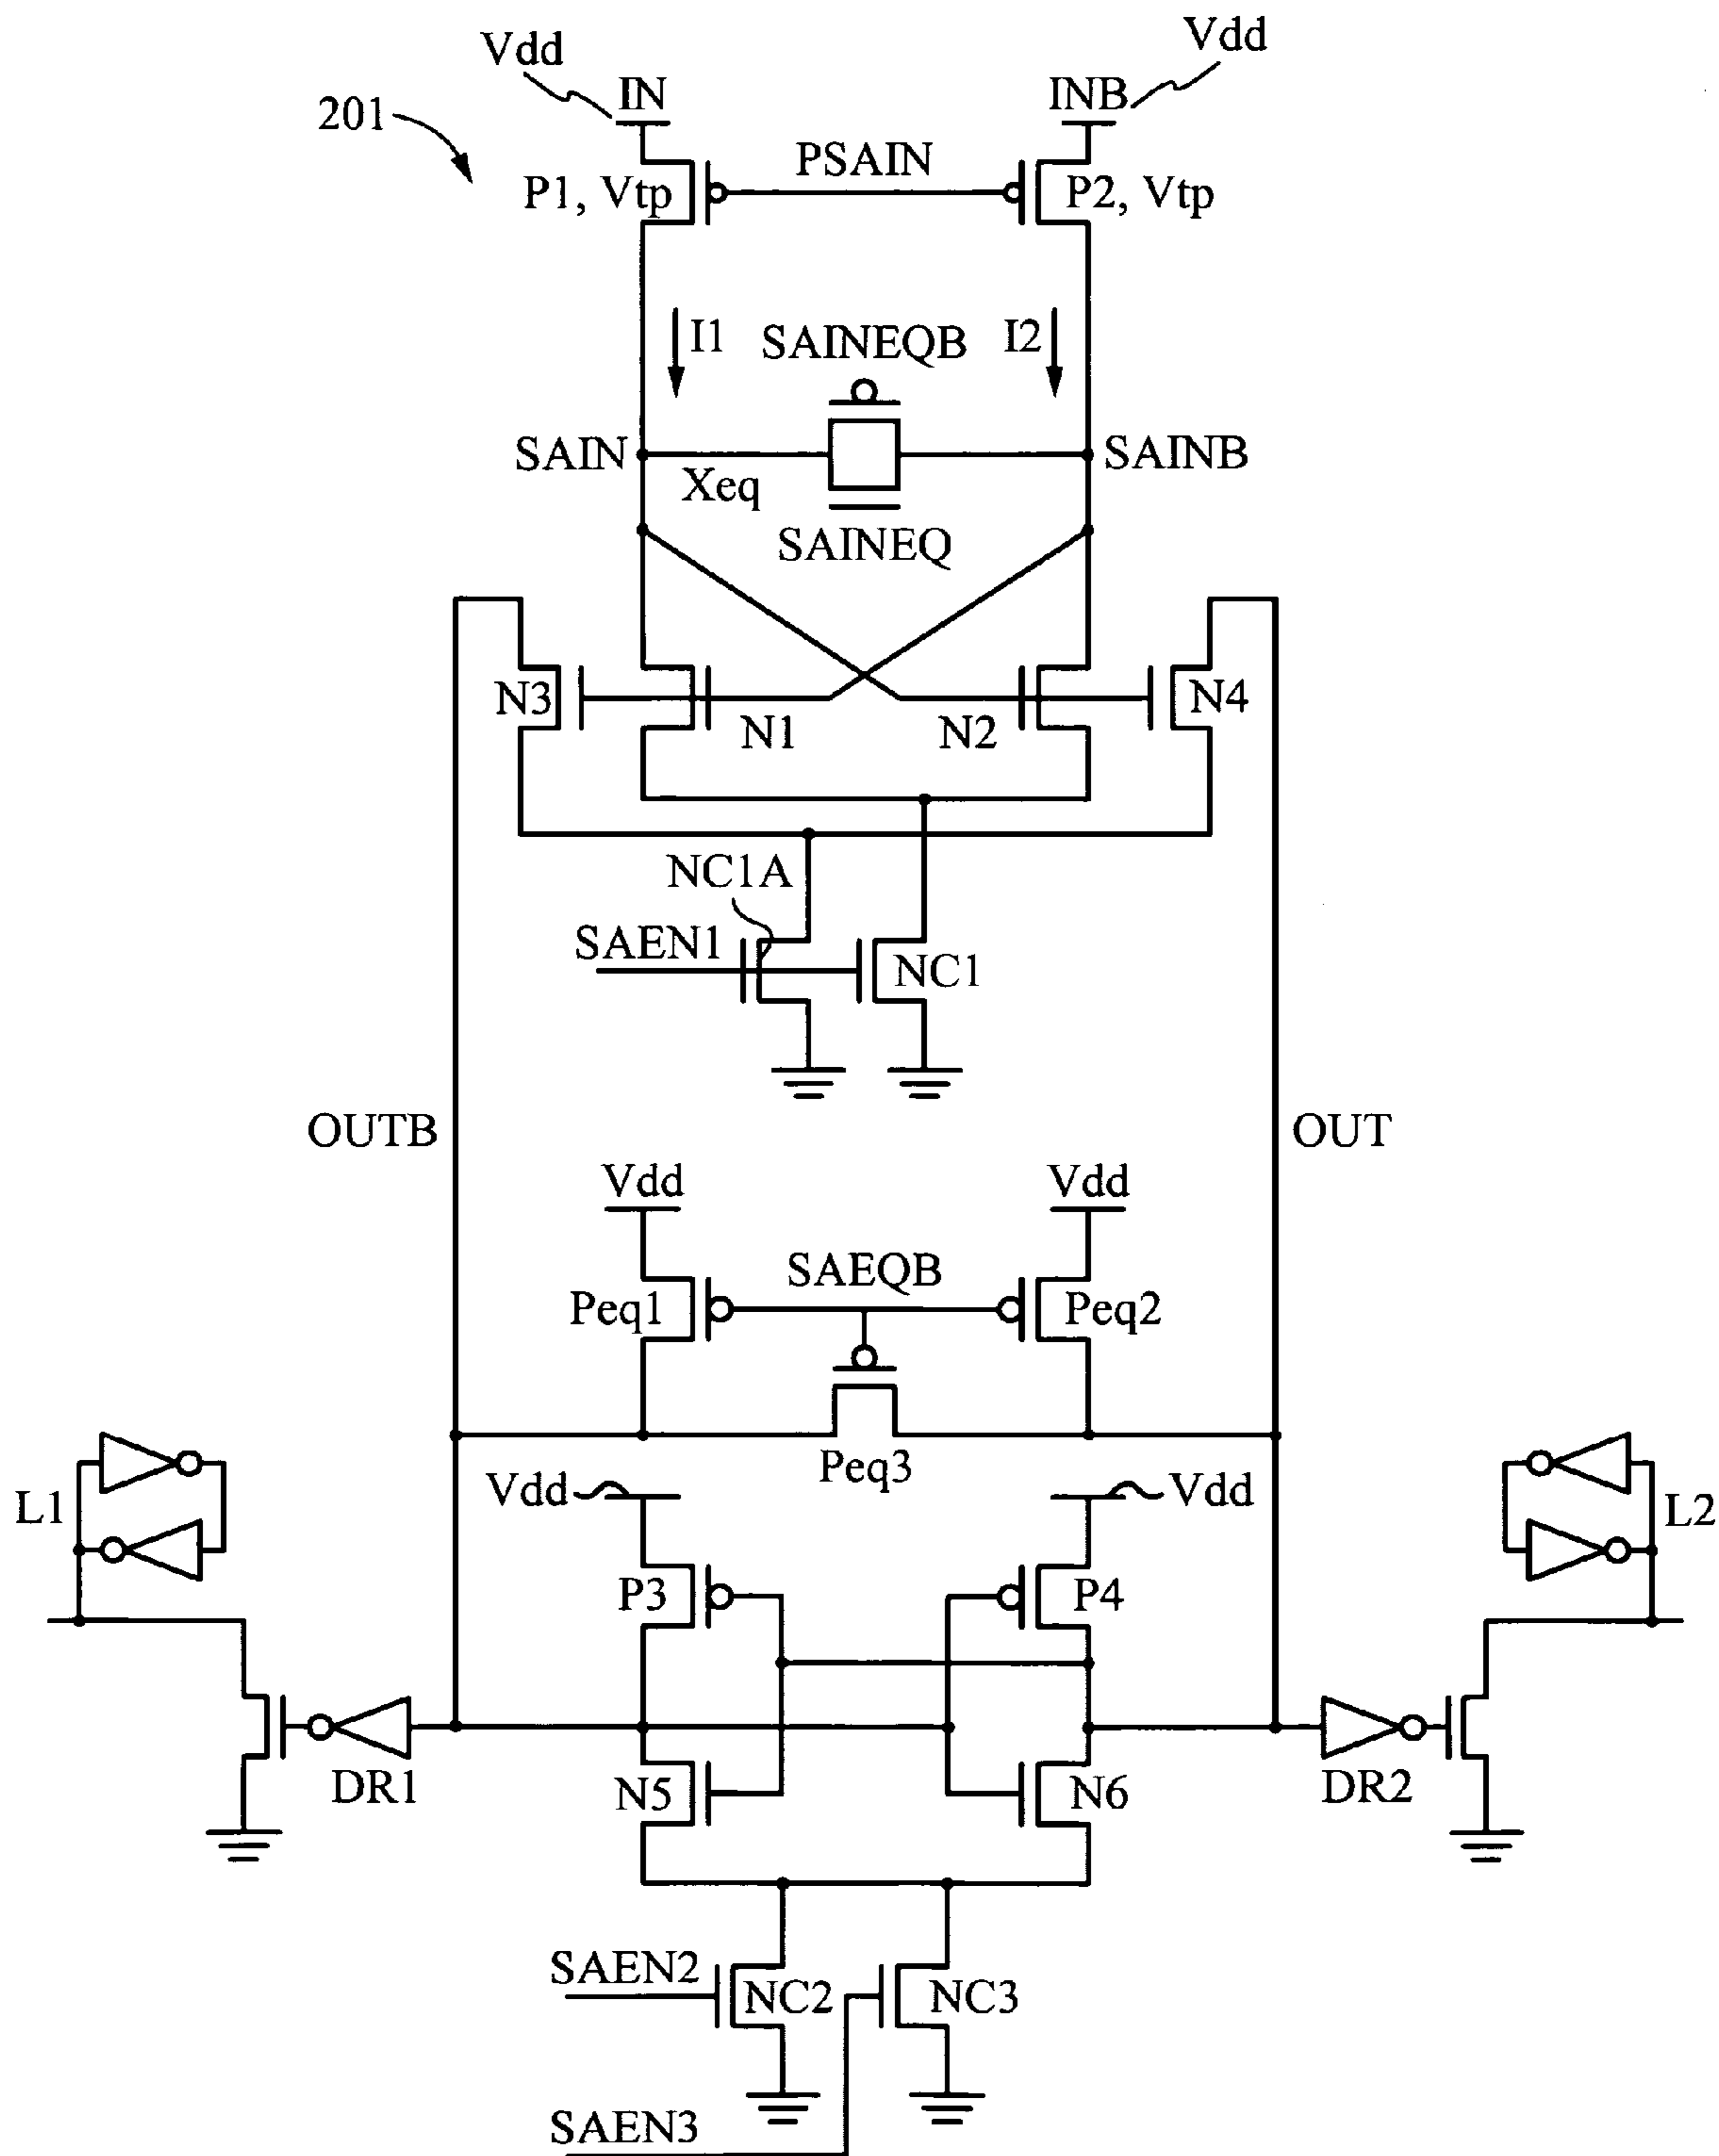 Vdd
Vdd
IN
INB
201
PSAIN
P1, Vtp
P2, Vtp
I1
SAINEQB
I2
SAIN
SAINB
Xeq
SAINEQ
N3
N1
N2
N4
NC1A
SAEN1
NC1
OUTB
OUT
Vdd
Vdd
SAEQB
Peq1
Peq2
Peq3
Vdd
Vdd
L1
L2
P3
P4
DR1
N5
N6
DR2
SAEN2
NC2
NC3
SAEN3